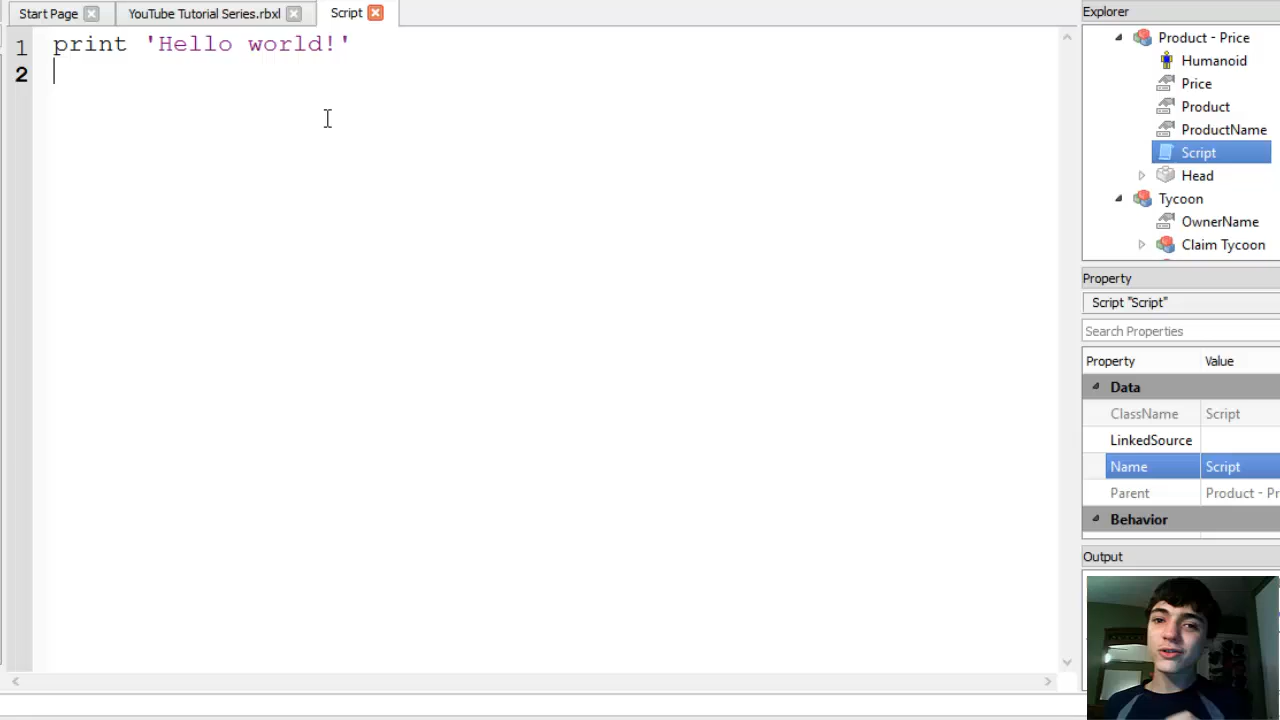 Start Page
YouTube Tutorial Series.rbxl
Script
1 print 'Hello world!'
2
Explorer
Product - Price
Humanoid
Price
Product
ProductName
Script
Head
Tycoon
OwnerName
Claim Tycoon
Property
Script "Script"
Search Properties
Property Value
Data
ClassName Script
LinkedSource
Name Script
Parent Product - Pr
Behavior
Output